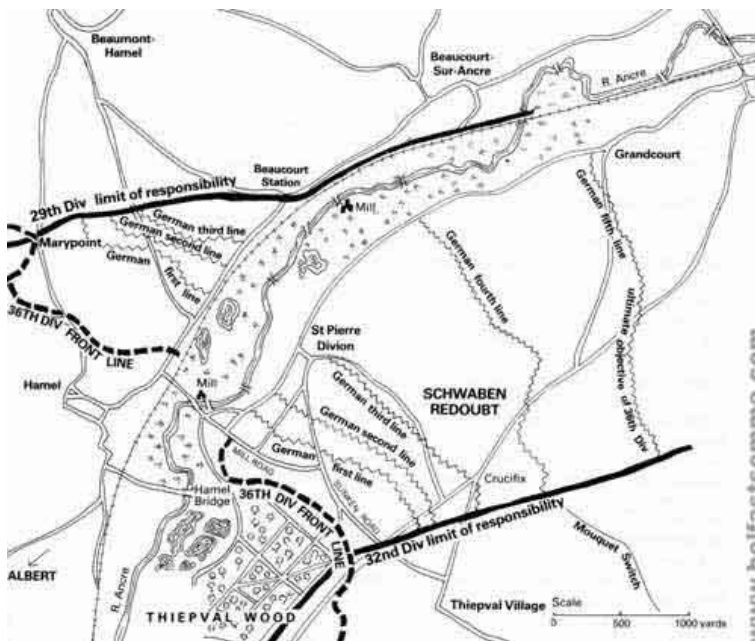 Beaumont-
Hamel
Beaucourt-
Sur-Ancre
R. Ancre
Grandcourt
Beaucourt
Station
29th Div limit of responsibility
Mill
Marypoint
German third line
German second line
German first line
German fourth line
German fifth line
ultimate objective of 36th Div
36TH DIV FRONT LINE
St Pierre
Divion
Hamel
Mill
SCHWABEN
REDOUBT
German third line
German second line
German first line
MILL ROAD
SUNKEN ROAD
Crucifix
Hamel
Bridge
36TH DIV FRONT LINE
32nd Div limit of responsibility
Mouquet Switch
ALBERT
R. Ancre
THIEPVAL WOOD
Thiepval Village
Scale
0 500 1000 yards